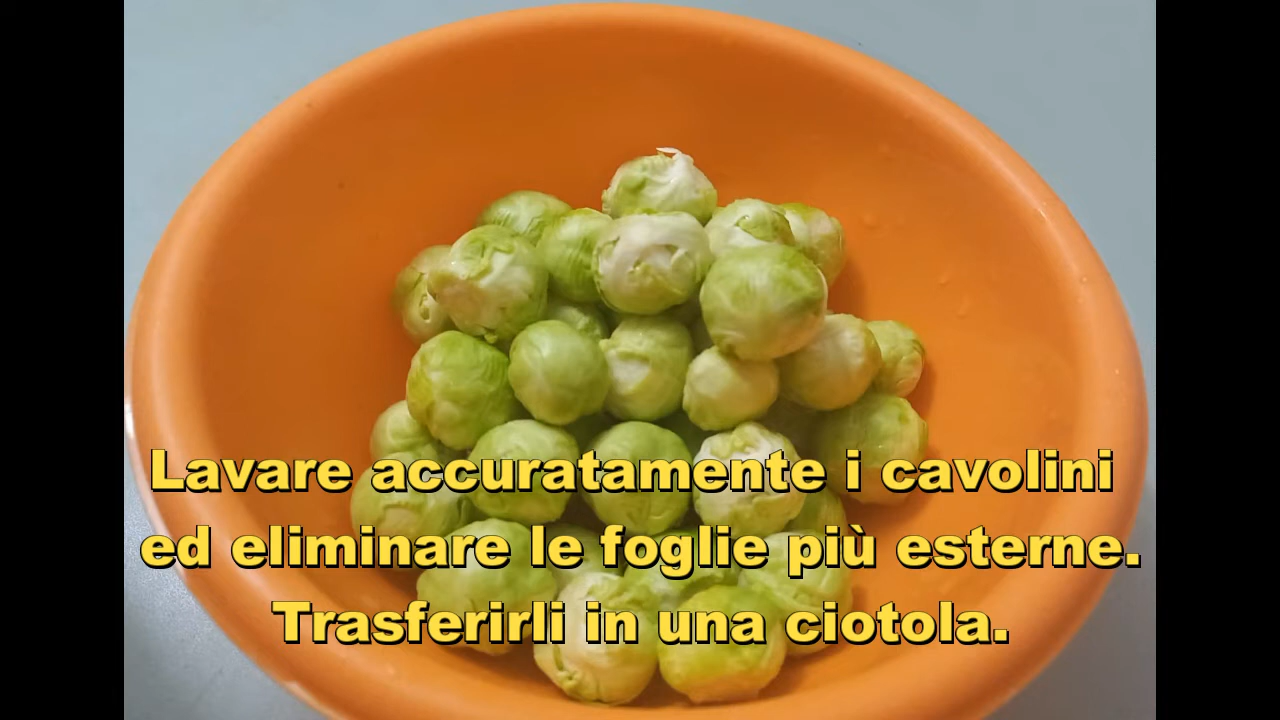 Lavare accuratamente i cavolini
ed eliminare le foglie più esterne.
Trasferirli in una ciotola.